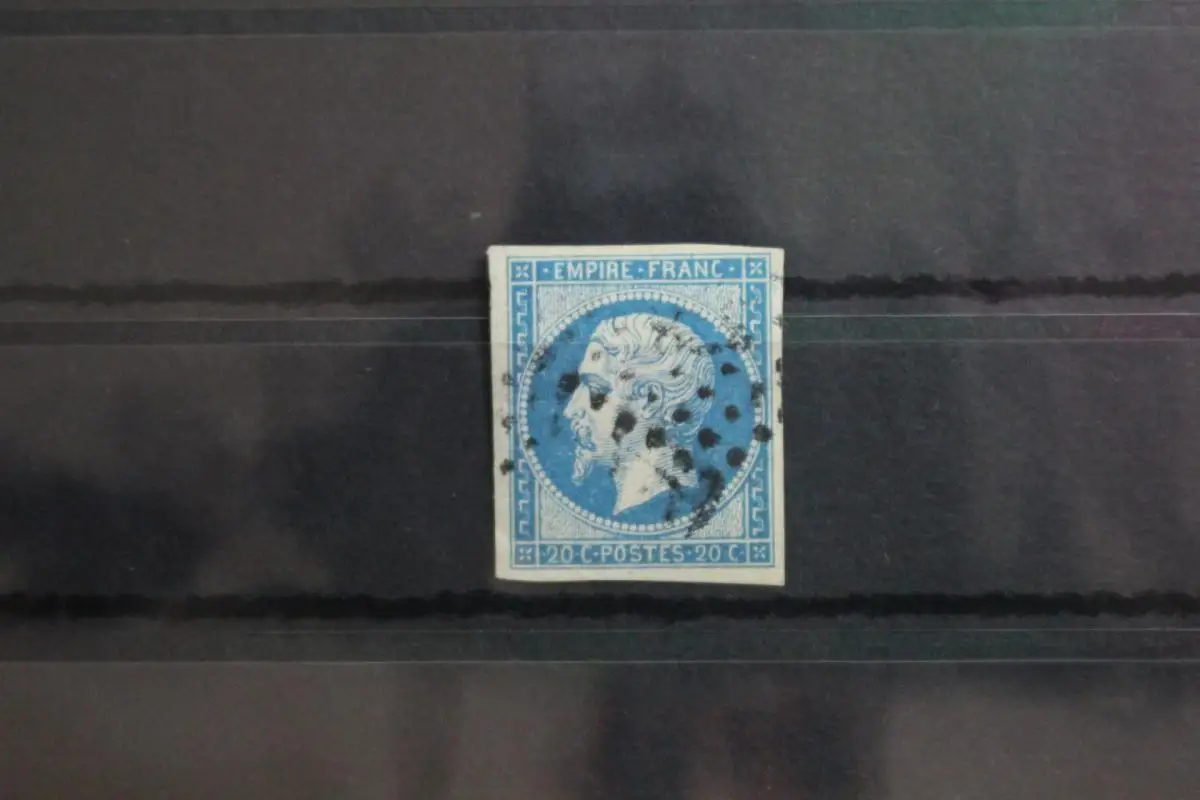 · EMPIRE · FRANC ·
· 20 C · POSTES · 20 C ·